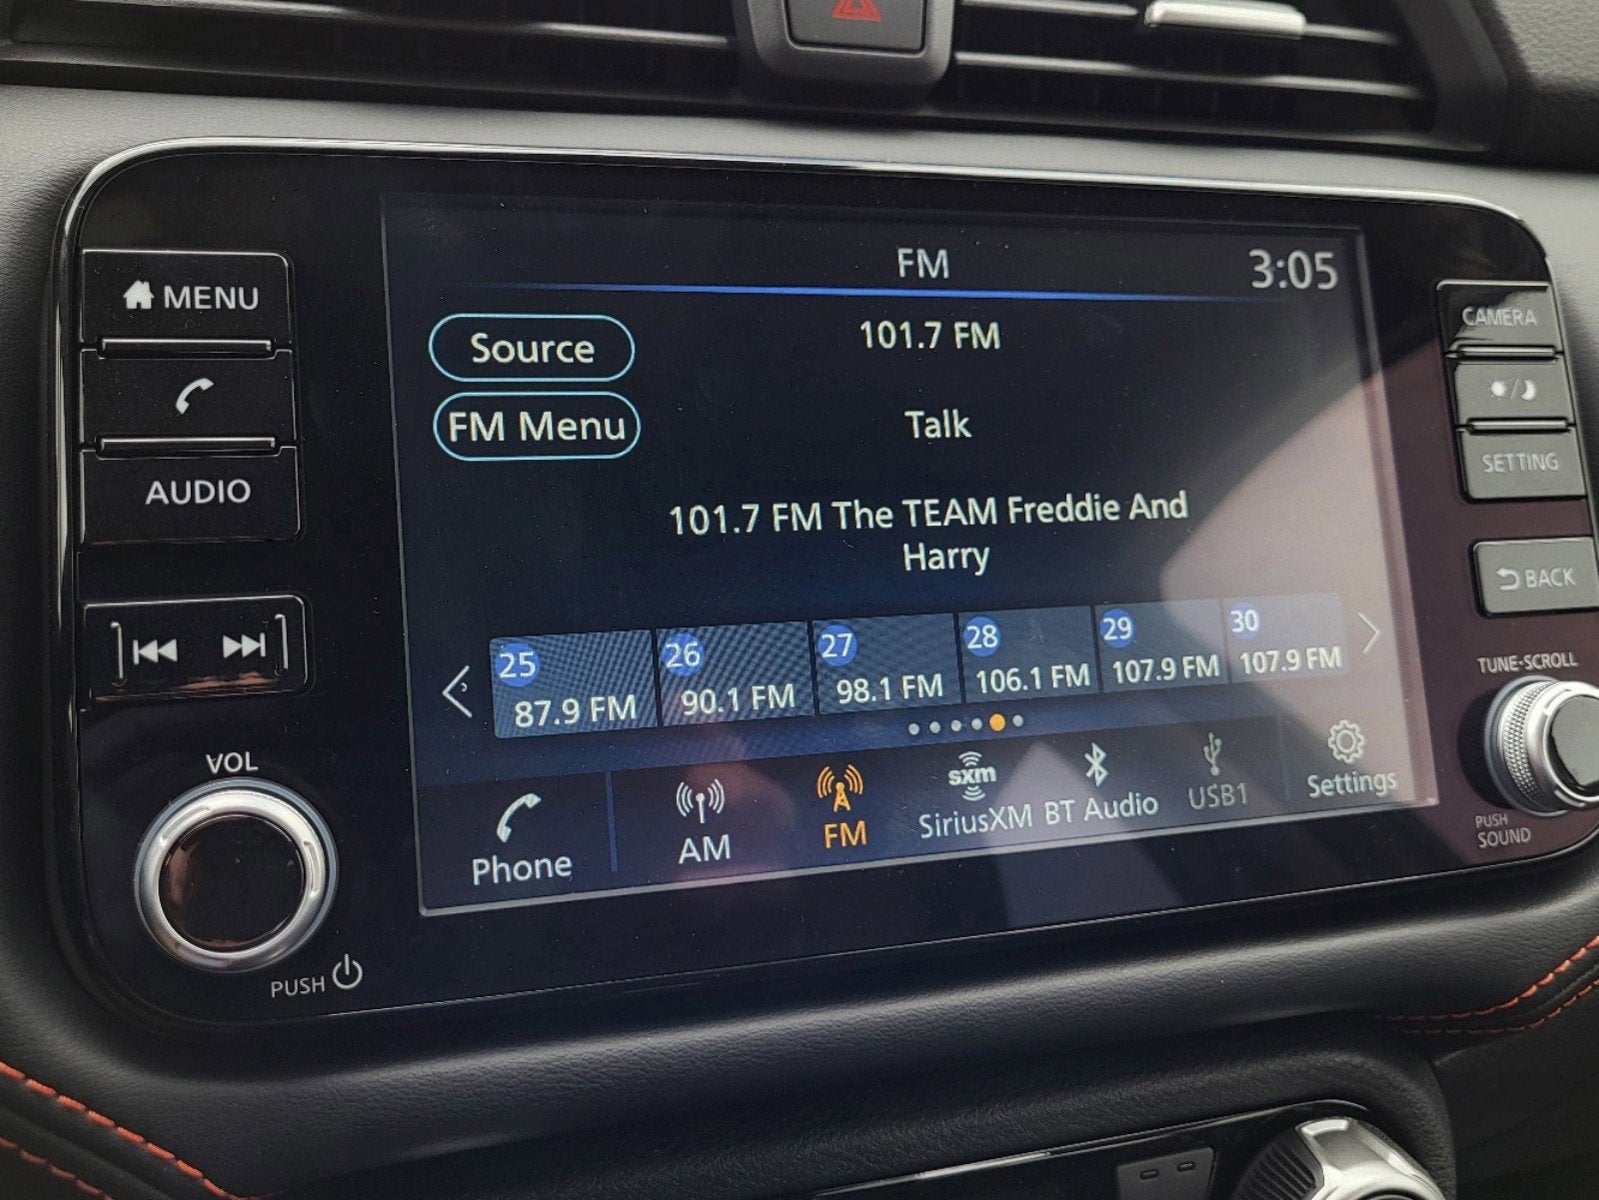 MENU
AUDIO
VOL
PUSH
FM
3:05
Source
101.7 FM
FM Menu
Talk
101.7 FM The TEAM Freddie And
Harry
25
87.9 FM
26
90.1 FM
27
98.1 FM
28
106.1 FM
29
107.9 FM
30
107.9 FM
Phone
AM
FM
sxm
SiriusXM
BT Audio
USB1
Settings
CAMERA
SETTING
BACK
TUNE·SCROLL
PUSH
SOUND